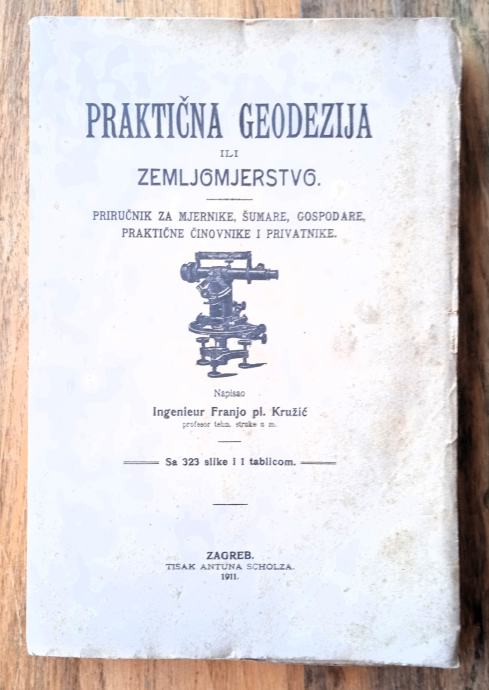 PRAKTIČNA GEODEZIJA
ILI
ZEMLJOMJERSTVO.
PRIRUČNIK ZA MJERNIKE, ŠUMARE, GOSPODARE,
PRAKTIČNE ČINOVNIKE I PRIVATNIKE.
Napisao
Ingenieur Franjo pl. Kružić
profesor tehn. struke u m.
Sa 323 slike i 1 tablicom.
ZAGREB.
TISAK ANTUNA SCHOLZA.
1911.